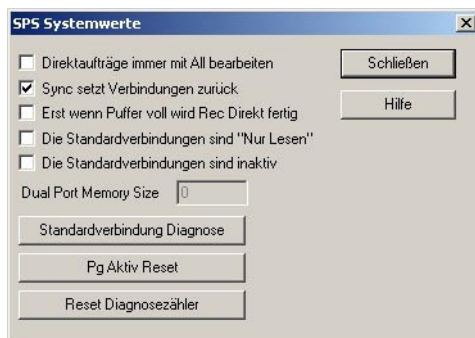 SPS Systemwerte
Direktaufträge immer mit All bearbeiten
Sync setzt Verbindungen zurück
Erst wenn Puffer voll wird Rec Direkt fertig
Die Standardverbindungen sind "Nur Lesen"
Die Standardverbindungen sind inaktiv
Dual Port Memory Size 0
Standardverbindung Diagnose
Pg Aktiv Reset
Reset Diagnosezähler
Schließen
Hilfe